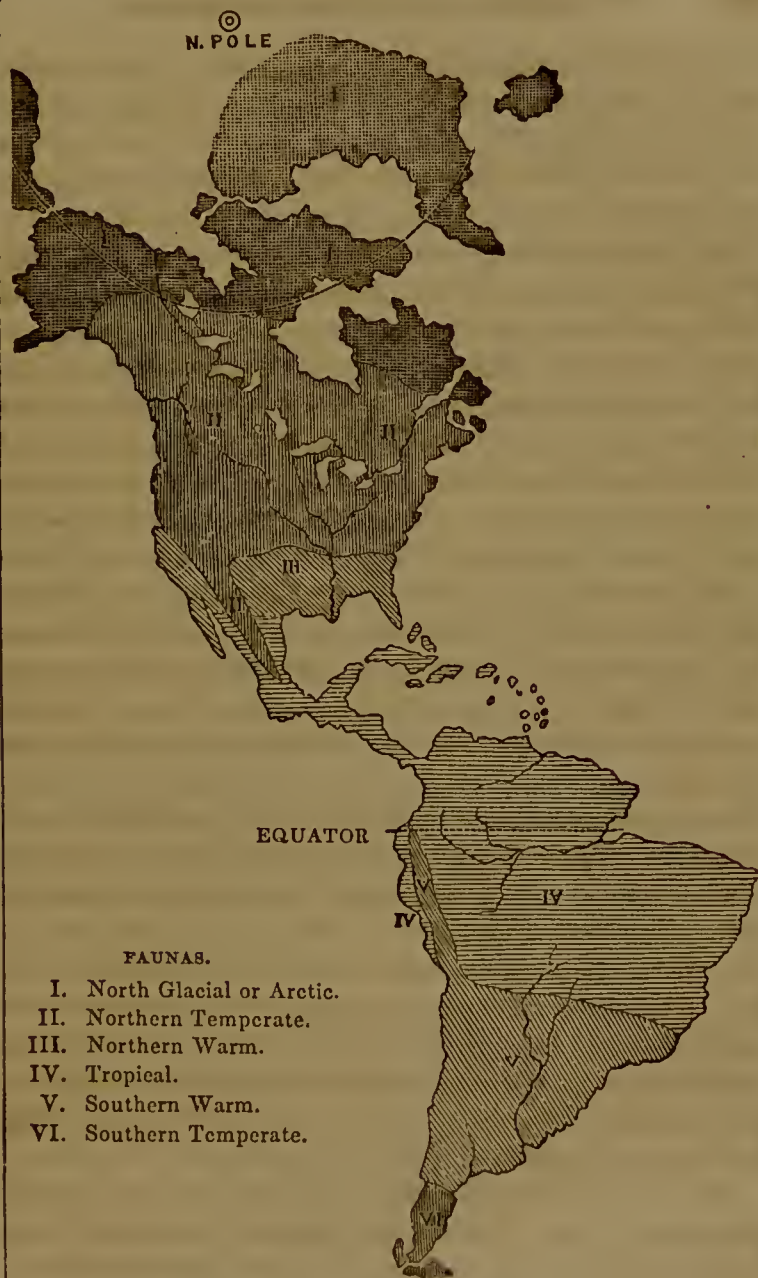 N. POLE
I
I
I
II
II
III
II
EQUATOR
V
IV
IV
V
VI
FAUNAS.
I. North Glacial or Arctic.
II. Northern Temperate.
III. Northern Warm.
IV. Tropical.
V. Southern Warm.
VI. Southern Temperate.